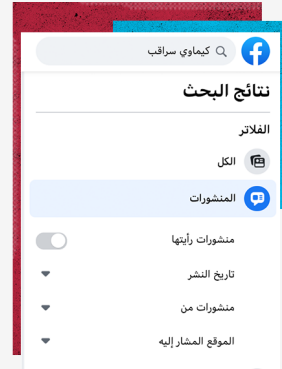 كيماوي سراقب
نتائج البحث
الفلاتر
الكل
المنشورات
منشورات رأيتها
تاريخ النشر
منشورات من
الموقع المشار إليه